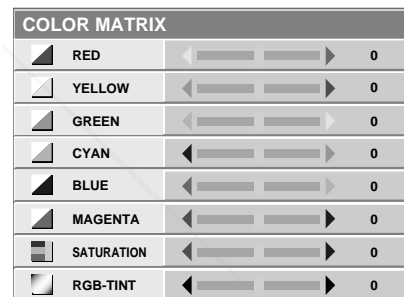 COLOR MATRIX
RED 0
YELLOW 0
GREEN 0
CYAN 0
BLUE 0
MAGENTA 0
SATURATION 0
RGB-TINT 0